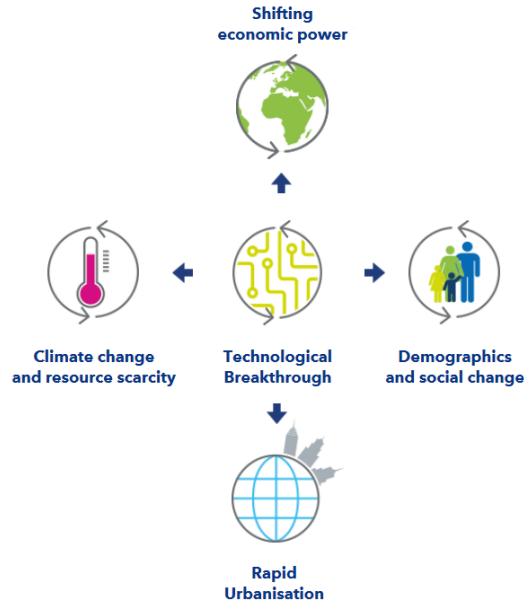 Shifting
economic power
Climate change
and resource scarcity
Technological
Breakthrough
Demographics
and social change
Rapid
Urbanisation